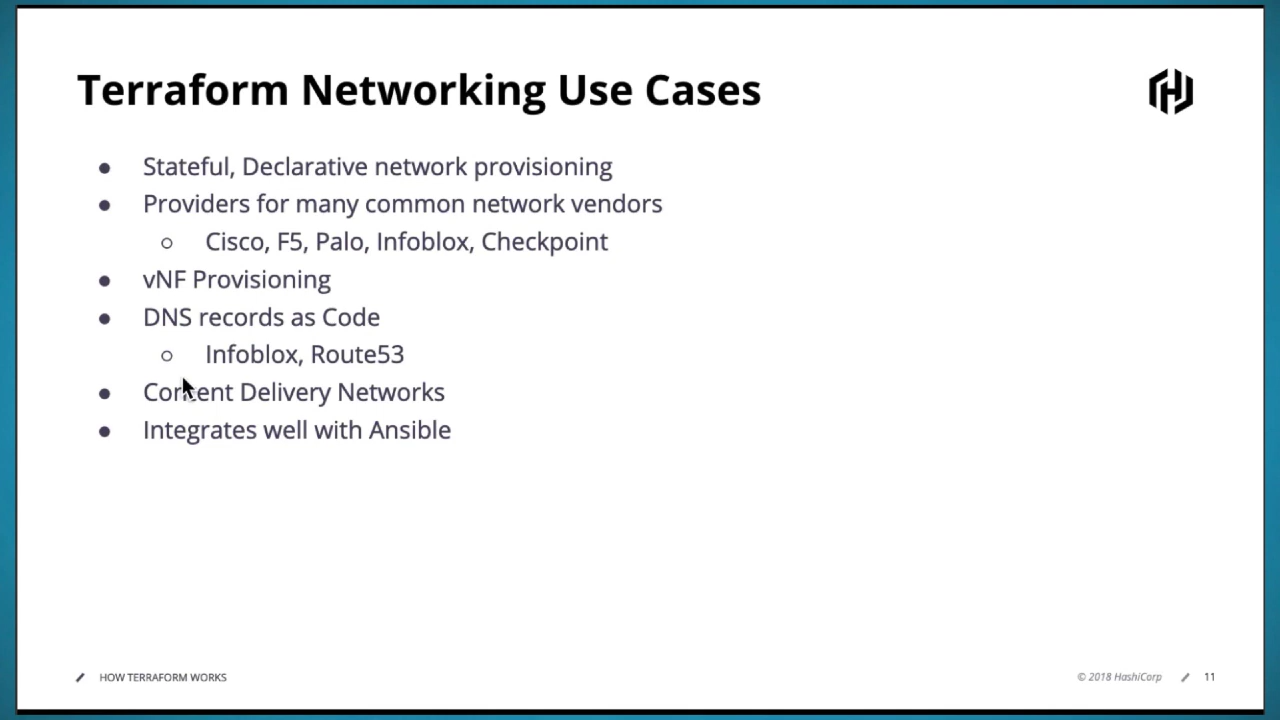 Terraform Networking Use Cases
● Stateful, Declarative network provisioning
● Providers for many common network vendors
○ Cisco, F5, Palo, Infoblox, Checkpoint
● vNF Provisioning
● DNS records as Code
○ Infoblox, Route53
● Content Delivery Networks
● Integrates well with Ansible
HOW TERRAFORM WORKS
© 2018 HashiCorp
11